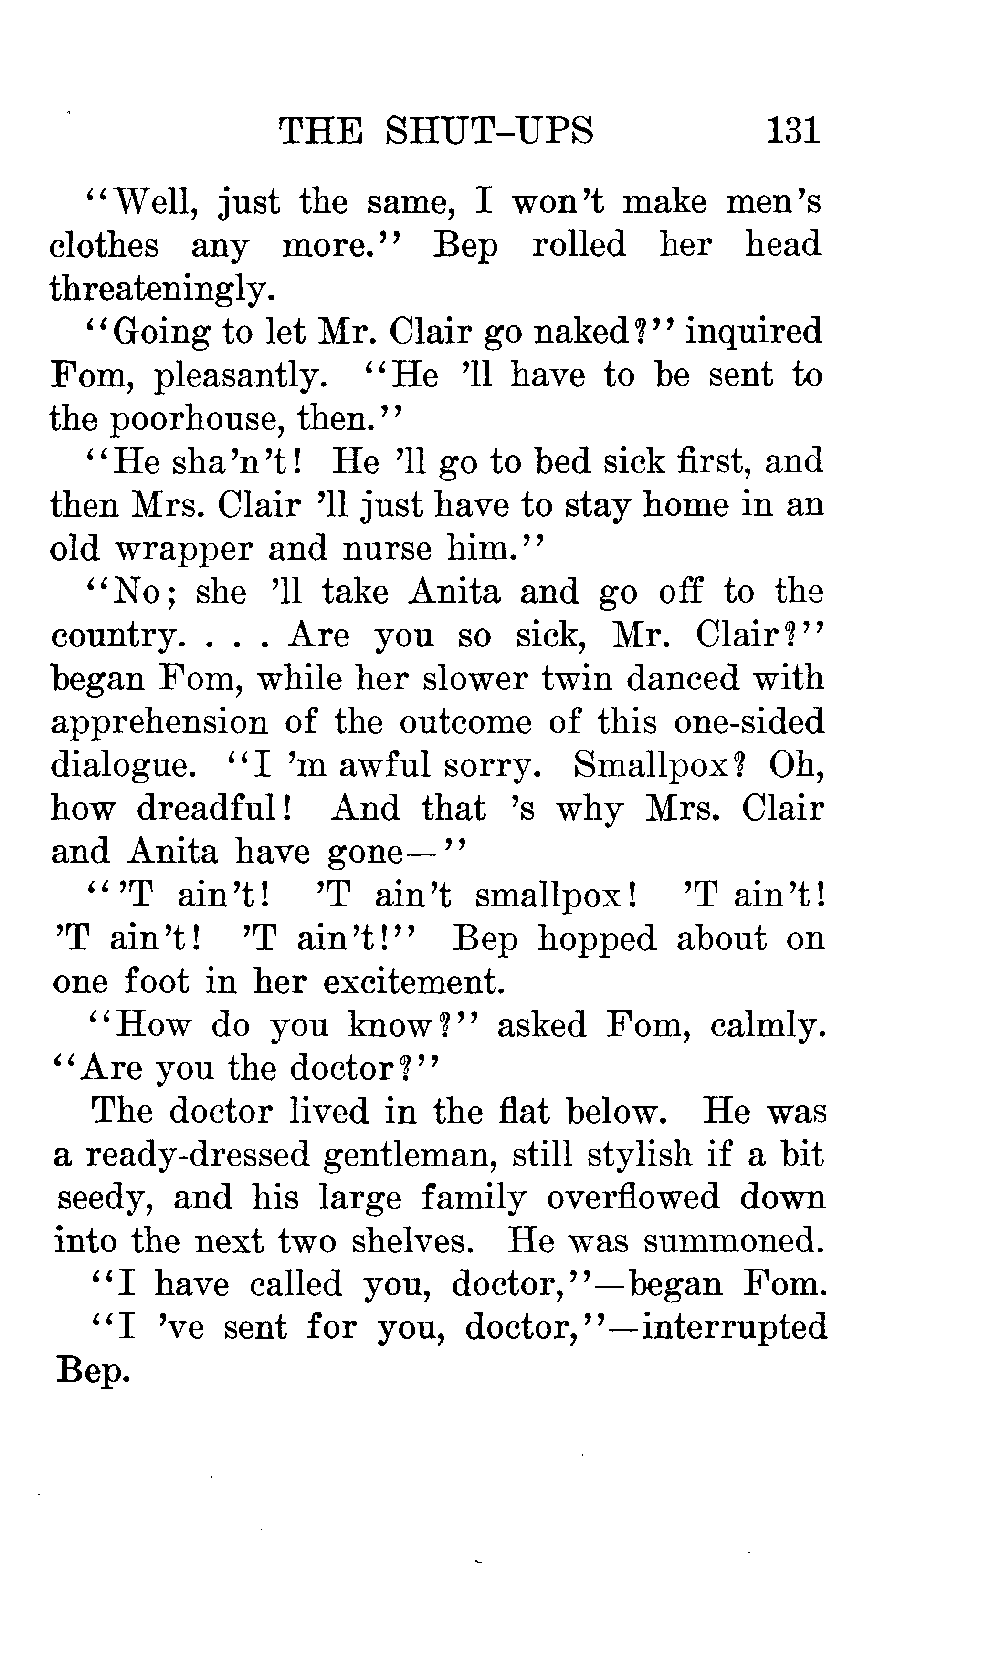 THE SHUT-UPS 131
"Well, just the same, I won't make men's
clothes any more." Bep rolled her head
threateningly.
"Going to let Mr. Clair go naked?" inquired
Fom, pleasantly. "He 'll have to be sent to
the poorhouse, then."
"He sha'n't! He 'll go to bed sick first, and
then Mrs. Clair 'll just have to stay home in an
old wrapper and nurse him."
"No; she 'll take Anita and go off to the
country. . . . Are you so sick, Mr. Clair?"
began Fom, while her slower twin danced with
apprehension of the outcome of this one-sided
dialogue. "I 'm awful sorry. Smallpox? Oh,
how dreadful! And that 's why Mrs. Clair
and Anita have gone—"
"'T ain't! 'T ain't smallpox! 'T ain't!
'T ain't! 'T ain't!" Bep hopped about on
one foot in her excitement.
"How do you know?" asked Fom, calmly.
"Are you the doctor?"
The doctor lived in the flat below. He was
a ready-dressed gentleman, still stylish if a bit
seedy, and his large family overflowed down
into the next two shelves. He was summoned.
"I have called you, doctor,"—began Fom.
"I 've sent for you, doctor,"—interrupted
Bep.